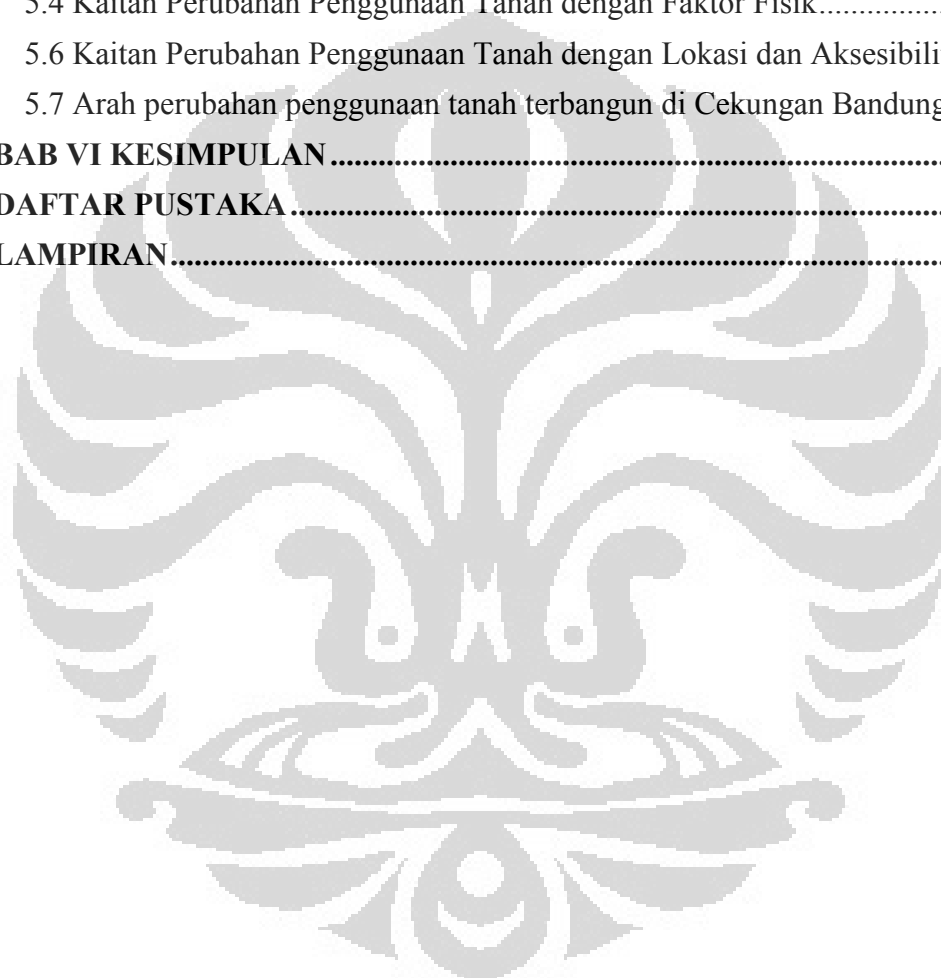 5.4 Kaitan Perubahan Penggunaan Tanah dengan Faktor Fisik................
5.6 Kaitan Perubahan Penggunaan Tanah dengan Lokasi dan Aksesibili
5.7 Arah perubahan penggunaan tanah terbangun di Cekungan Bandung
BAB VI KESIMPULAN................................................................................
DAFTAR PUSTAKA.....................................................................................
LAMPIRAN....................................................................................................